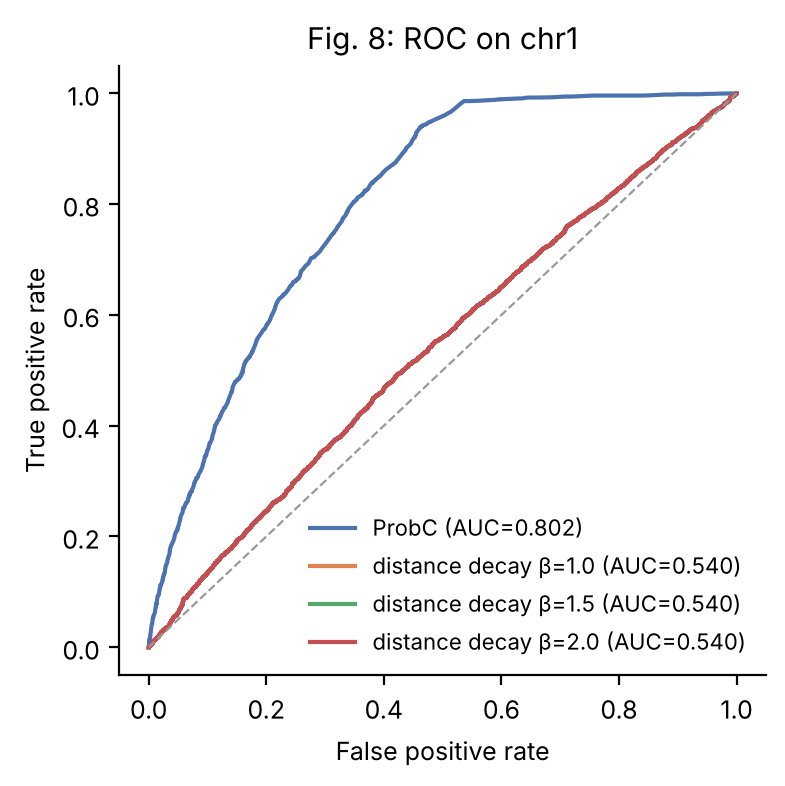 Fig. 8: ROC on chr1
True positive rate
1.0
0.8
0.6
0.4
0.2
0.0
ProbC (AUC=0.802)
distance decay β=1.0 (AUC=0.540)
distance decay β=1.5 (AUC=0.540)
distance decay β=2.0 (AUC=0.540)
0.0 0.2 0.4 0.6 0.8 1.0
False positive rate